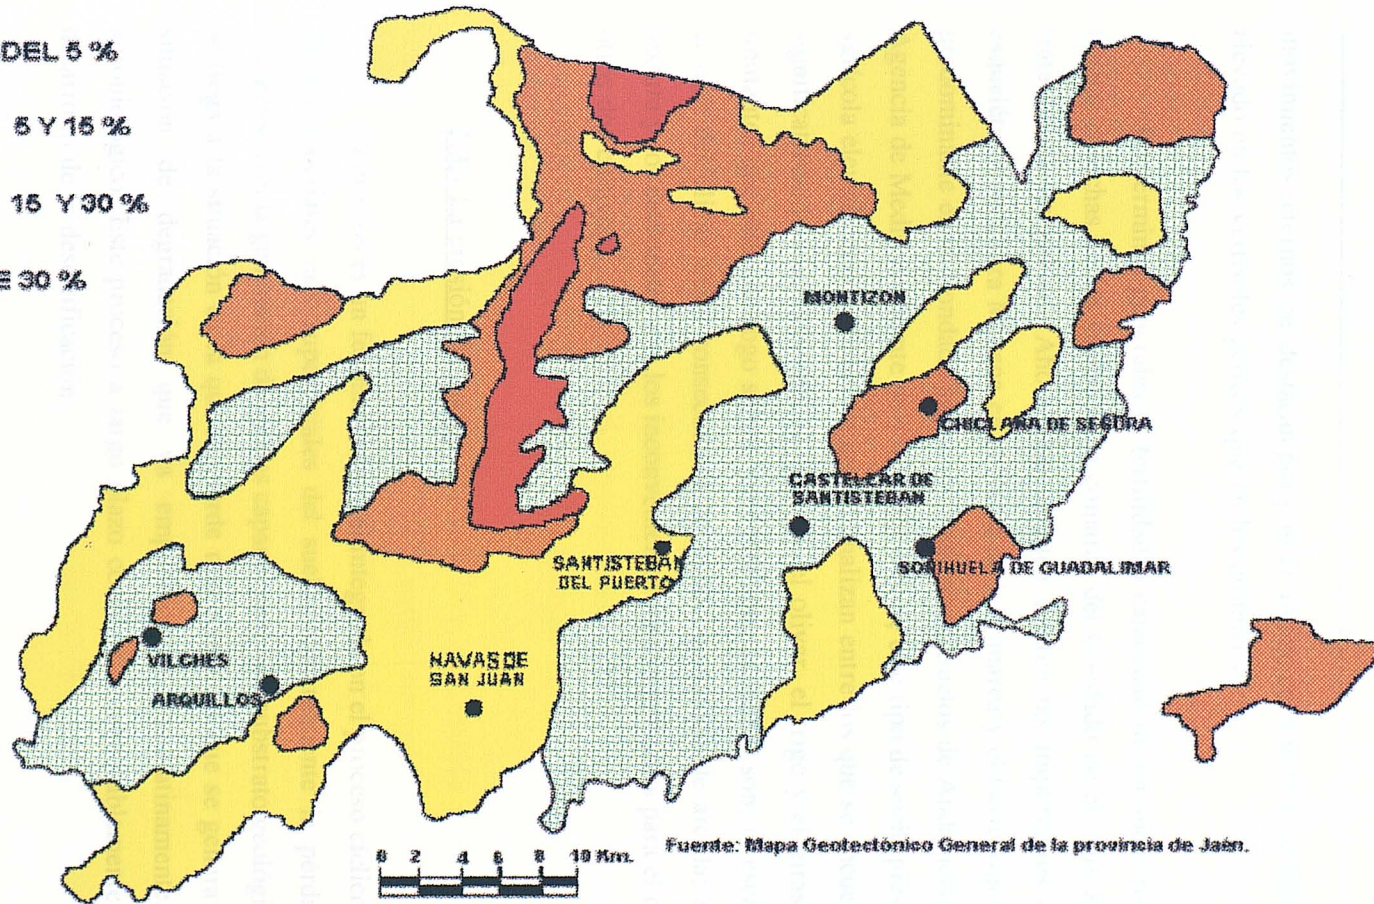 DEL 5 %
5 Y 15 %
15 Y 30 %
E 30 %
MONTIZON
CHICLANA DE SEGURA
CASTELLAR DE
SANTISTEBAN
SANTISTEBAN
DEL PUERTO
SORIHUELA DE GUADALIMAR
VILCHES
ARQUILLOS
NAVAS DE
SAN JUAN
0 2 4 6 8 10 Km.
Fuente: Mapa Geotectónico General de la provincia de Jaén.